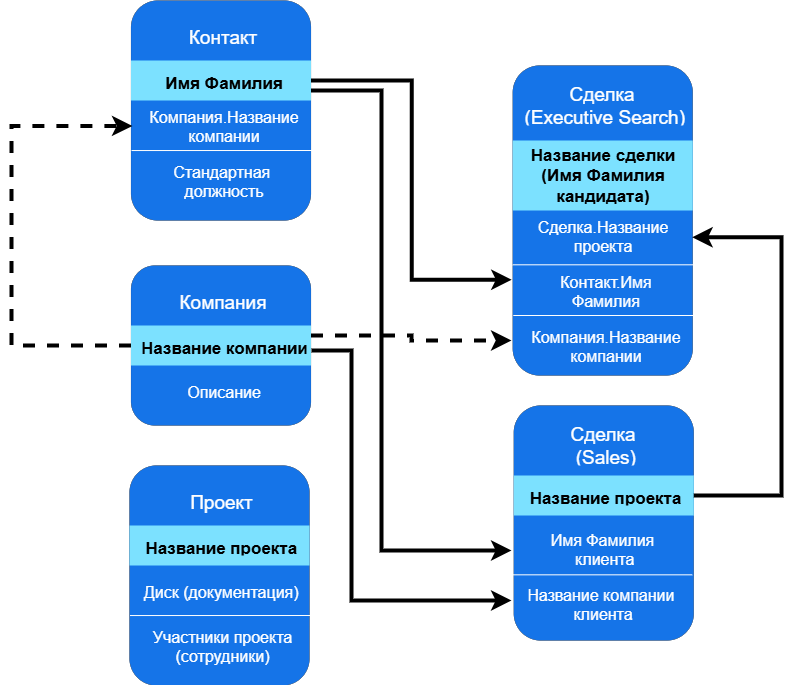 Контакт
Имя Фамилия
Компания.Название
компании
Стандартная
должность
Компания
Название компании
Описание
Проект
Название проекта
Диск (документация)
Участники проекта
(сотрудники)
Сделка
(Executive Search)
Название сделки
(Имя Фамилия
кандидата)
Сделка.Название
проекта
Контакт.Имя
Фамилия
Компания.Название
компании
Сделка
(Sales)
Название проекта
Имя Фамилия
клиента
Название компании
клиента